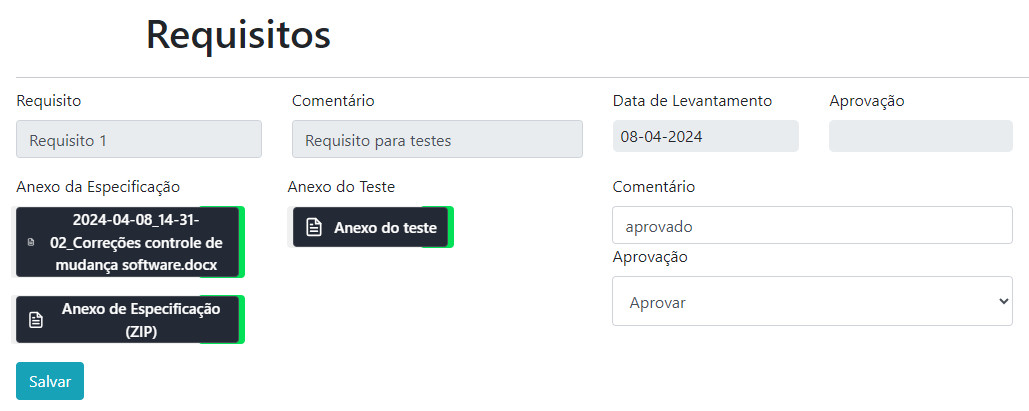 Requisitos
Requisito
Comentário
Data de Levantamento
Aprovação
Requisito 1
Requisito para testes
08-04-2024
Anexo da Especificação
Anexo do Teste
Comentário
2024-04-08_14-31-
02_Correções controle de
mudança software.docx
Anexo do teste
aprovado
Aprovação
Anexo de Especificação
(ZIP)
Aprovar
Salvar